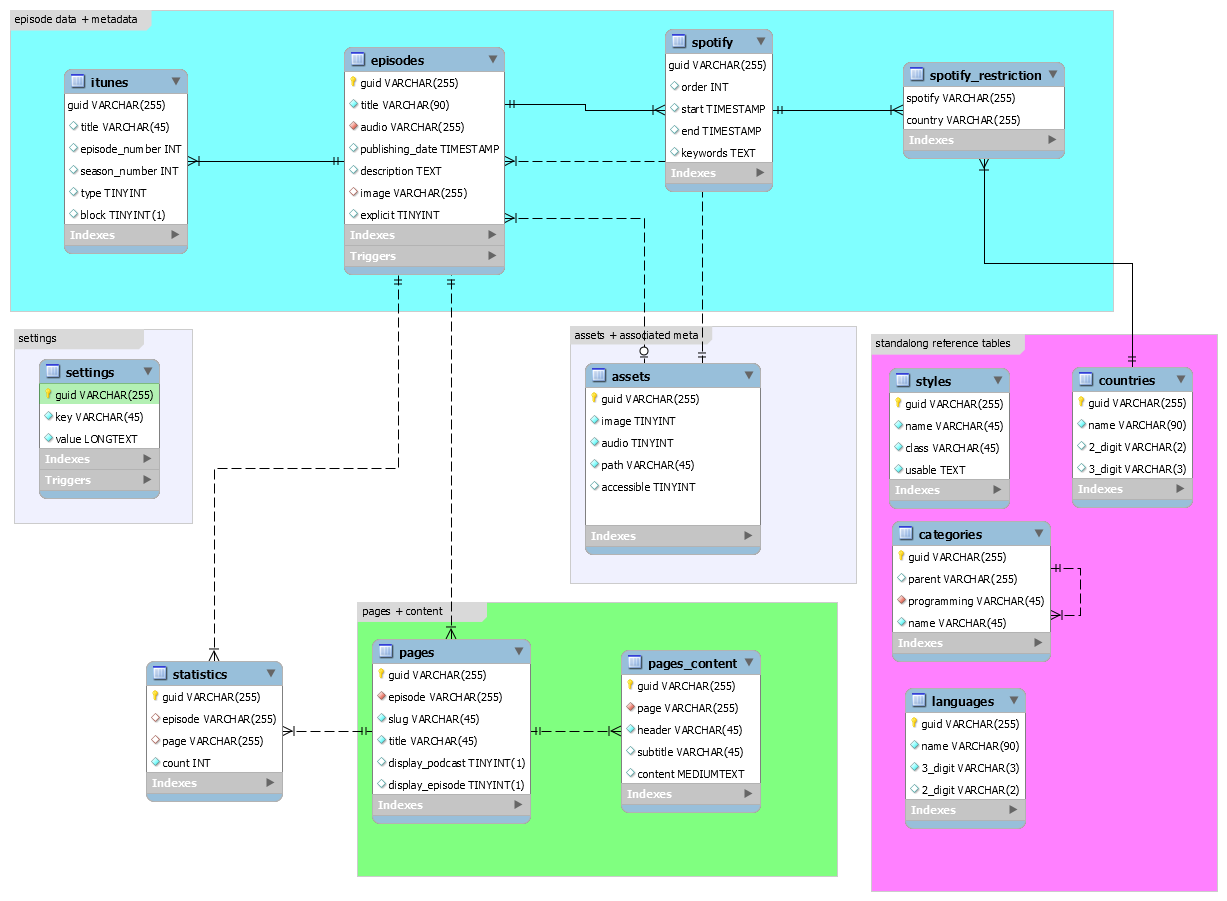 episode data + metadata
itunes
guid VARCHAR(255)
title VARCHAR(45)
episode_number INT
season_number INT
type TINYINT
block TINYINT(1)
Indexes
episodes
guid VARCHAR(255)
title VARCHAR(90)
audio VARCHAR(255)
publishing_date TIMESTAMP
description TEXT
image VARCHAR(255)
explicit TINYINT
Indexes
Triggers
spotify
guid VARCHAR(255)
order INT
start TIMESTAMP
end TIMESTAMP
keywords TEXT
Indexes
spotify_restriction
spotify VARCHAR(255)
country VARCHAR(255)
Indexes
settings
settings
guid VARCHAR(255)
key VARCHAR(45)
value LONGTEXT
Indexes
Triggers
assets + associated meta
assets
guid VARCHAR(255)
image TINYINT
audio TINYINT
path VARCHAR(45)
accessible TINYINT
Indexes
standalong reference tables
styles
guid VARCHAR(255)
name VARCHAR(45)
class VARCHAR(45)
usable TEXT
Indexes
countries
guid VARCHAR(255)
name VARCHAR(90)
2_digit VARCHAR(2)
3_digit VARCHAR(3)
Indexes
categories
guid VARCHAR(255)
parent VARCHAR(255)
programming VARCHAR(45)
name VARCHAR(45)
Indexes
languages
guid VARCHAR(255)
name VARCHAR(90)
3_digit VARCHAR(3)
2_digit VARCHAR(2)
Indexes
statistics
guid VARCHAR(255)
episode VARCHAR(255)
page VARCHAR(255)
count INT
Indexes
pages + content
pages
guid VARCHAR(255)
episode VARCHAR(255)
slug VARCHAR(45)
title VARCHAR(45)
display_podcast TINYINT(1)
display_episode TINYINT(1)
Indexes
pages_content
guid VARCHAR(255)
page VARCHAR(255)
header VARCHAR(45)
subtitle VARCHAR(45)
content MEDIUMTEXT
Indexes